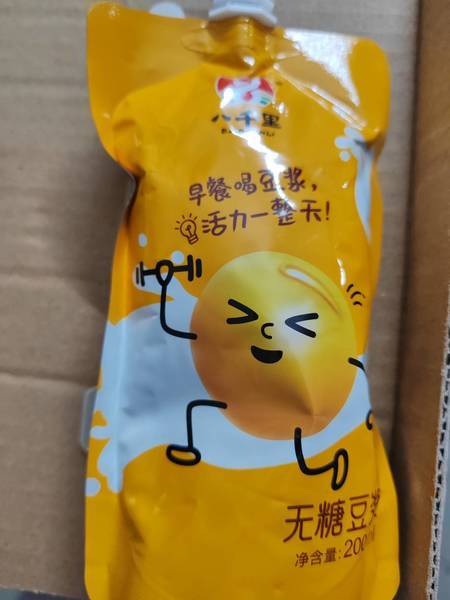 八千里
早餐喝豆浆，
活力一整天！
无糖豆浆
净含量：200